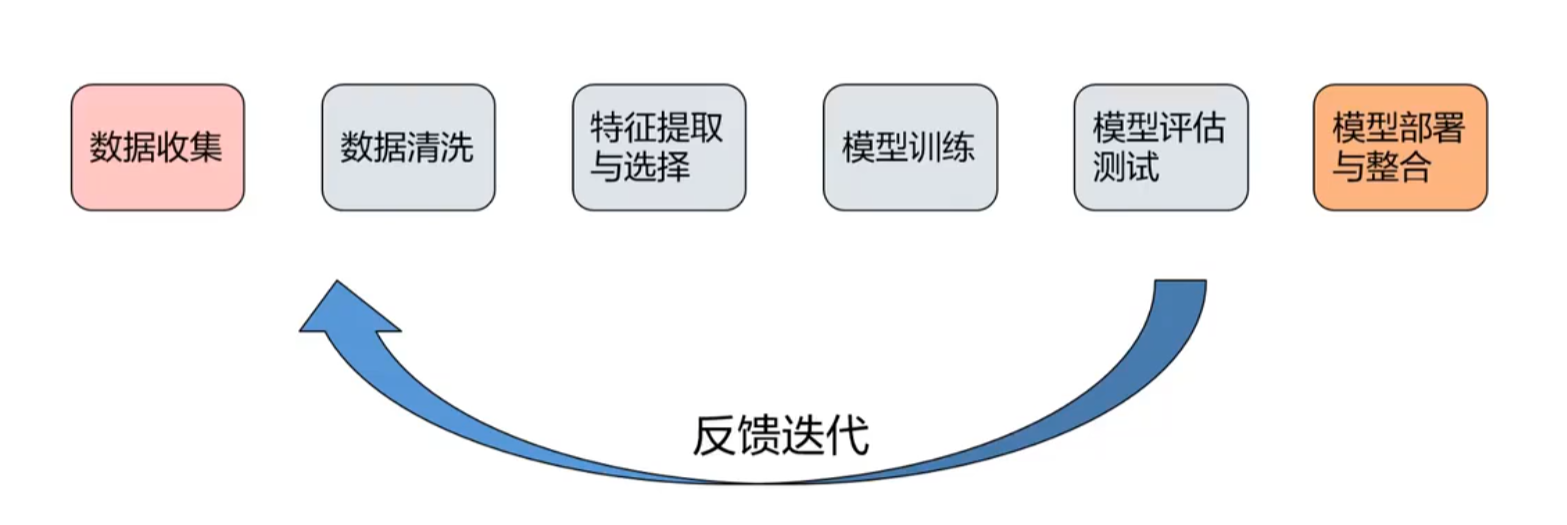 数据收集
数据清洗
特征提取
与选择
模型训练
模型评估
测试
模型部署
与整合
反馈迭代